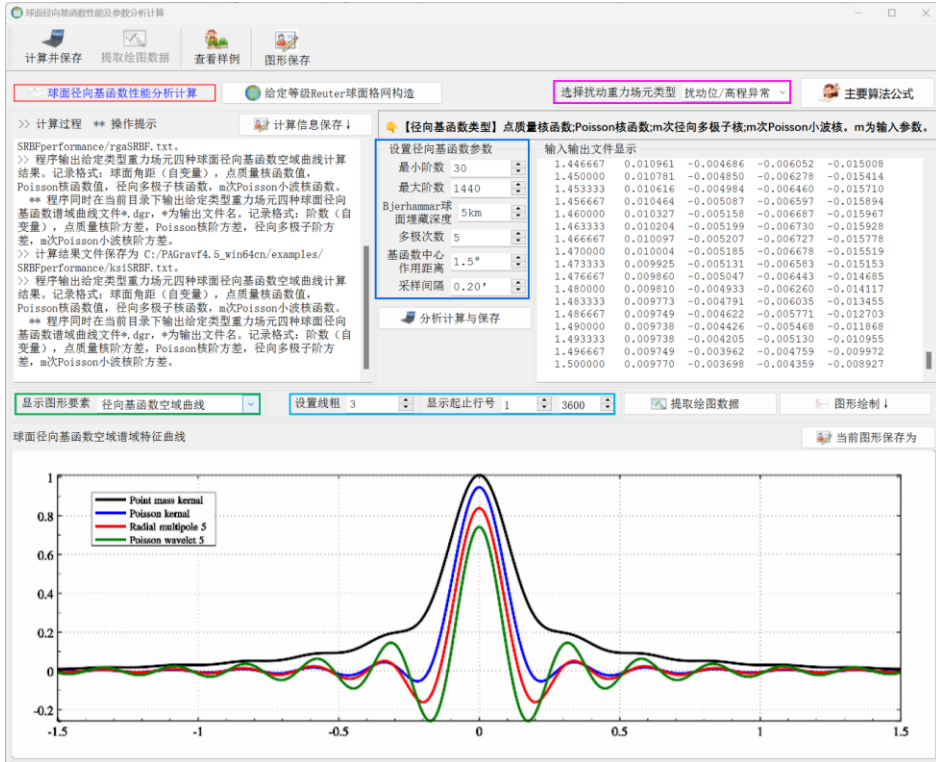 球面径向基函数性能及参数分析计算
计算并保存 提取绘图数据 查看样例 图形保存
球面径向基函数性能分析计算 给定等级Reuter球面格网构造 选择扰动重力场元类型 扰动位/高程异常 主要算法公式
>> 计算过程 ** 操作提示 计算信息保存↓
【径向基函数类型】点质量核函数;Poisson核函数;m次径向多极子核;m次Poisson小波核。m为输入参数。
SRBFperformance/rgaSRBF.txt。
>> 程序输出给定类型重力场元四种球面径向基函数空域曲线计算
结果。记录格式：球面角距（自变量），点质量核函数值，
Poisson核函数值，径向多极子核函数，m次Poisson小波核函数。
** 程序同时在当前目录下输出给定类型重力场元四种球面径向
基函数谱域曲线文件*.dgr，*为输出文件名。记录格式：阶数（自
变量），点质量核阶方差，Poisson核阶方差，径向多极子阶方
差，m次Poisson小波核阶方差。
>> 计算结果文件保存为 C:/PAGravf4.5_win64cn/examples/
SRBFperformance/ksiSRBF.txt。
>> 程序输出给定类型重力场元四种球面径向基函数空域曲线计算
结果。记录格式：球面角距（自变量），点质量核函数值，
Poisson核函数值，径向多极子核函数，m次Poisson小波核函数。
** 程序同时在当前目录下输出给定类型重力场元四种球面径向
基函数谱域曲线文件*.dgr，*为输出文件名。记录格式：阶数（自
变量），点质量核阶方差，Poisson核阶方差，径向多极子阶方
差，m次Poisson小波核阶方差。
设置径向基函数参数
最小阶数 30
最大阶数 1440
Bjerhammar球
面埋藏深度 5km
多极次数 5
基函数中心
作用距离 1.5°
采样间隔 0.20'
分析计算与保存
输入输出文件显示
1.446667 0.010961 -0.004686 -0.006052 -0.015008
1.450000 0.010781 -0.004850 -0.006278 -0.015414
1.453333 0.010616 -0.004984 -0.006460 -0.015710
1.456667 0.010464 -0.005087 -0.006597 -0.015894
1.460000 0.010327 -0.005158 -0.006687 -0.015967
1.463333 0.010204 -0.005199 -0.006730 -0.015928
1.466667 0.010097 -0.005207 -0.006727 -0.015778
1.470000 0.010004 -0.005185 -0.006678 -0.015519
1.473333 0.009925 -0.005131 -0.006583 -0.015153
1.476667 0.009860 -0.005047 -0.006443 -0.014685
1.480000 0.009810 -0.004933 -0.006260 -0.014117
1.483333 0.009773 -0.004791 -0.006035 -0.013455
1.486667 0.009749 -0.004622 -0.005771 -0.012703
1.490000 0.009738 -0.004426 -0.005468 -0.011868
1.493333 0.009738 -0.004205 -0.005130 -0.010955
1.496667 0.009749 -0.003962 -0.004759 -0.009972
1.500000 0.009770 -0.003698 -0.004359 -0.008927
显示图形要素 径向基函数空域曲线 设置线粗 3 显示起止行号 1 3600 提取绘图数据 图形绘制↓
球面径向基函数空域谱域特征曲线 当前图形保存为
Point mass kernal
Poisson kernal
Radial multipole 5
Poisson wavelet 5
1
0.8
0.6
0.4
0.2
0
-0.2
-1.5 -1 -0.5 0 0.5 1 1.5